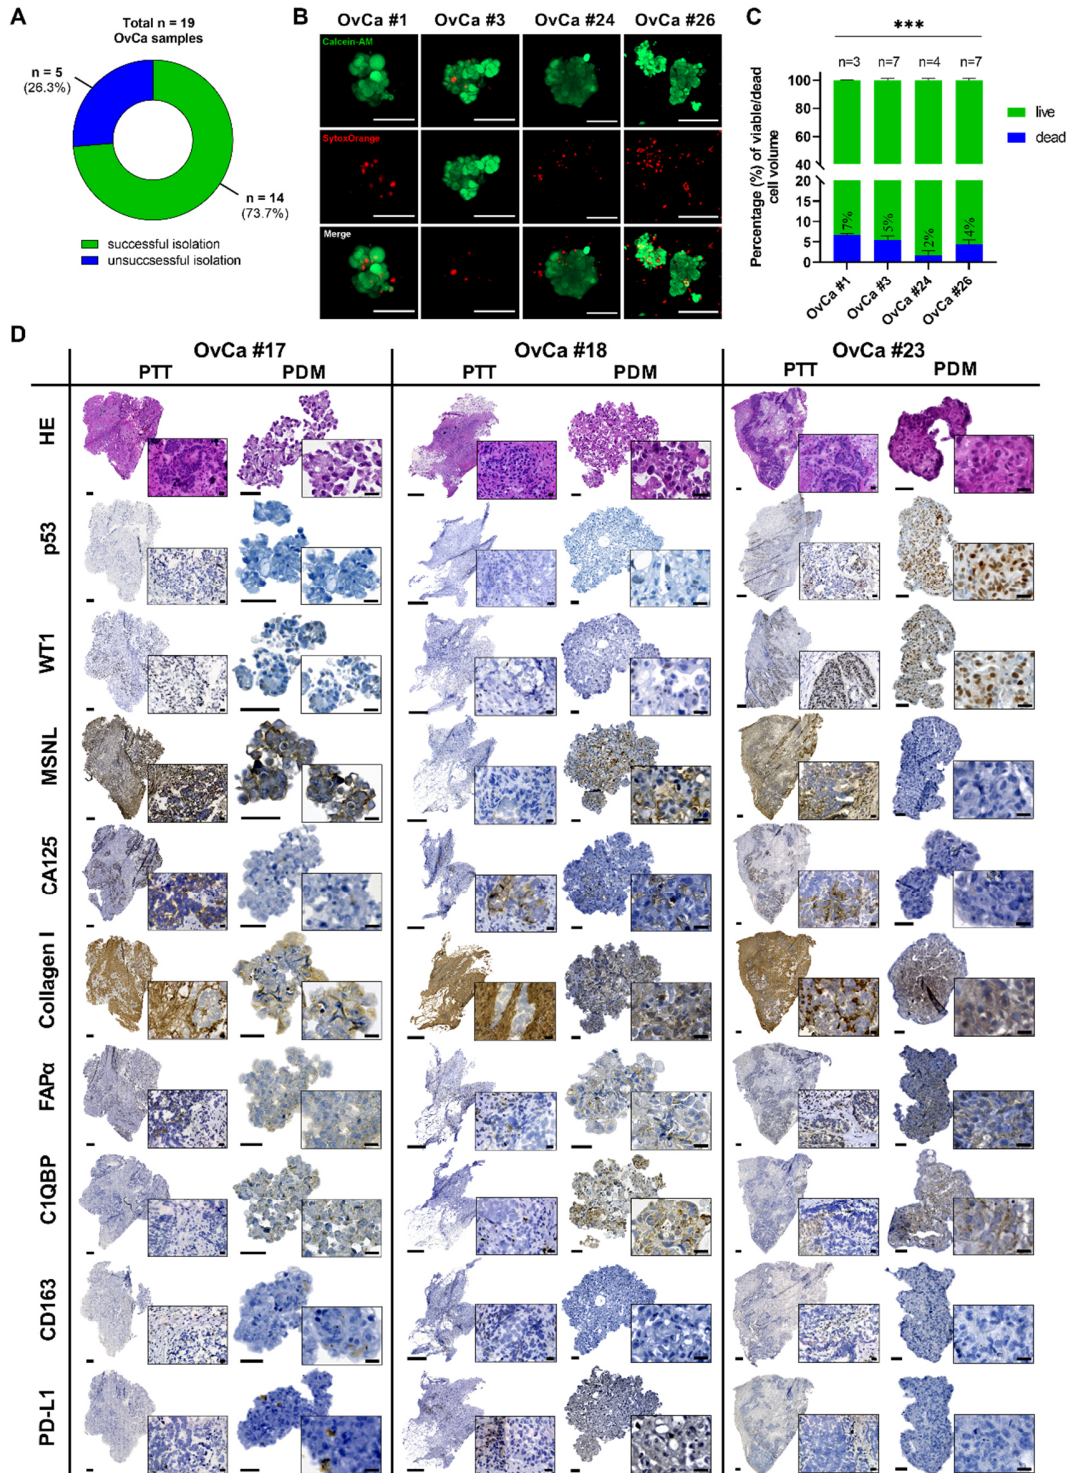 A
Total n = 19
OvCa samples
n = 5
(26.3%)
n = 14
(73.7%)
successful isolation
unsuccsessful isolation
B
OvCa #1 OvCa #3 OvCa #24 OvCa #26
Calcein-AM
SytoxOrange
Merge
C
***
n=3 n=7 n=4 n=7
Percentage (%) of viable/dead
cell volume
100
80
60
40
20
15
10
5
0
7% 5% 2% 4%
OvCa #1 OvCa #3 OvCa #24 OvCa #26
live
dead
D
OvCa #17 OvCa #18 OvCa #23
PTT PDM PTT PDM PTT PDM
HE
p53
WT1
MSNL
CA125
Collagen I
FAPα
C1QBP
CD163
PD-L1